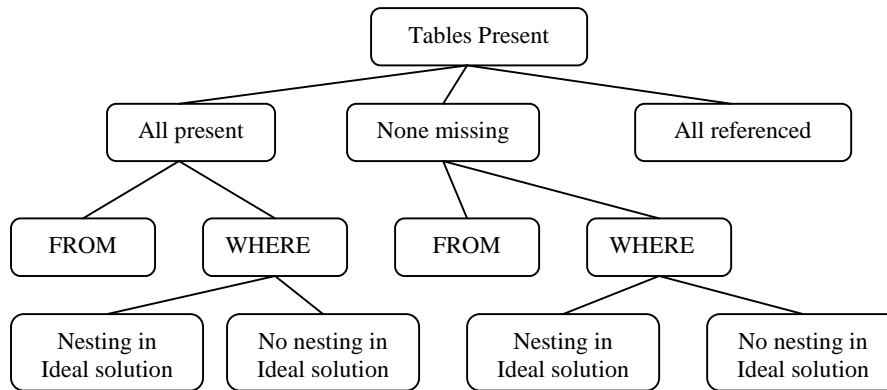 Tables Present
All present
None missing
All referenced
FROM
WHERE
FROM
WHERE
Nesting in
Ideal solution
No nesting in
Ideal solution
Nesting in
Ideal solution
No nesting in
Ideal solution